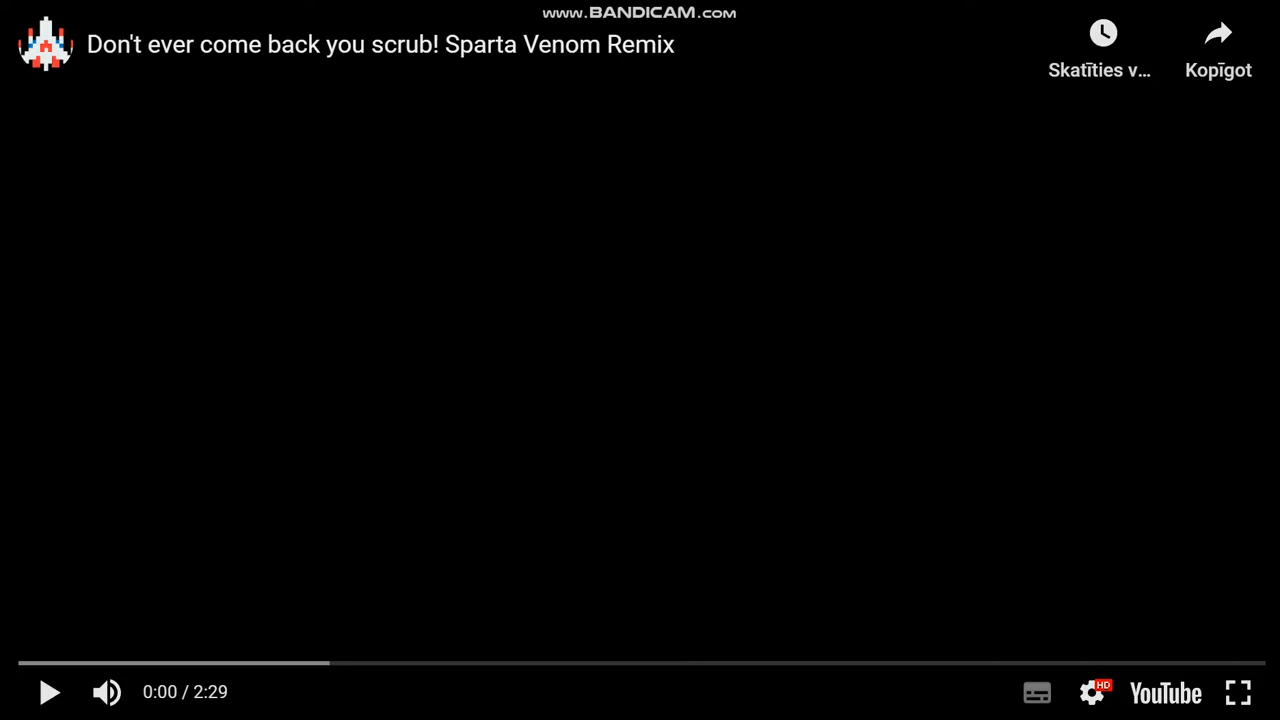 www.BANDICAM.com
Don't ever come back you scrub! Sparta Venom Remix
Skatīties v...
Kopīgot
0:00 / 2:29
HD
YouTube